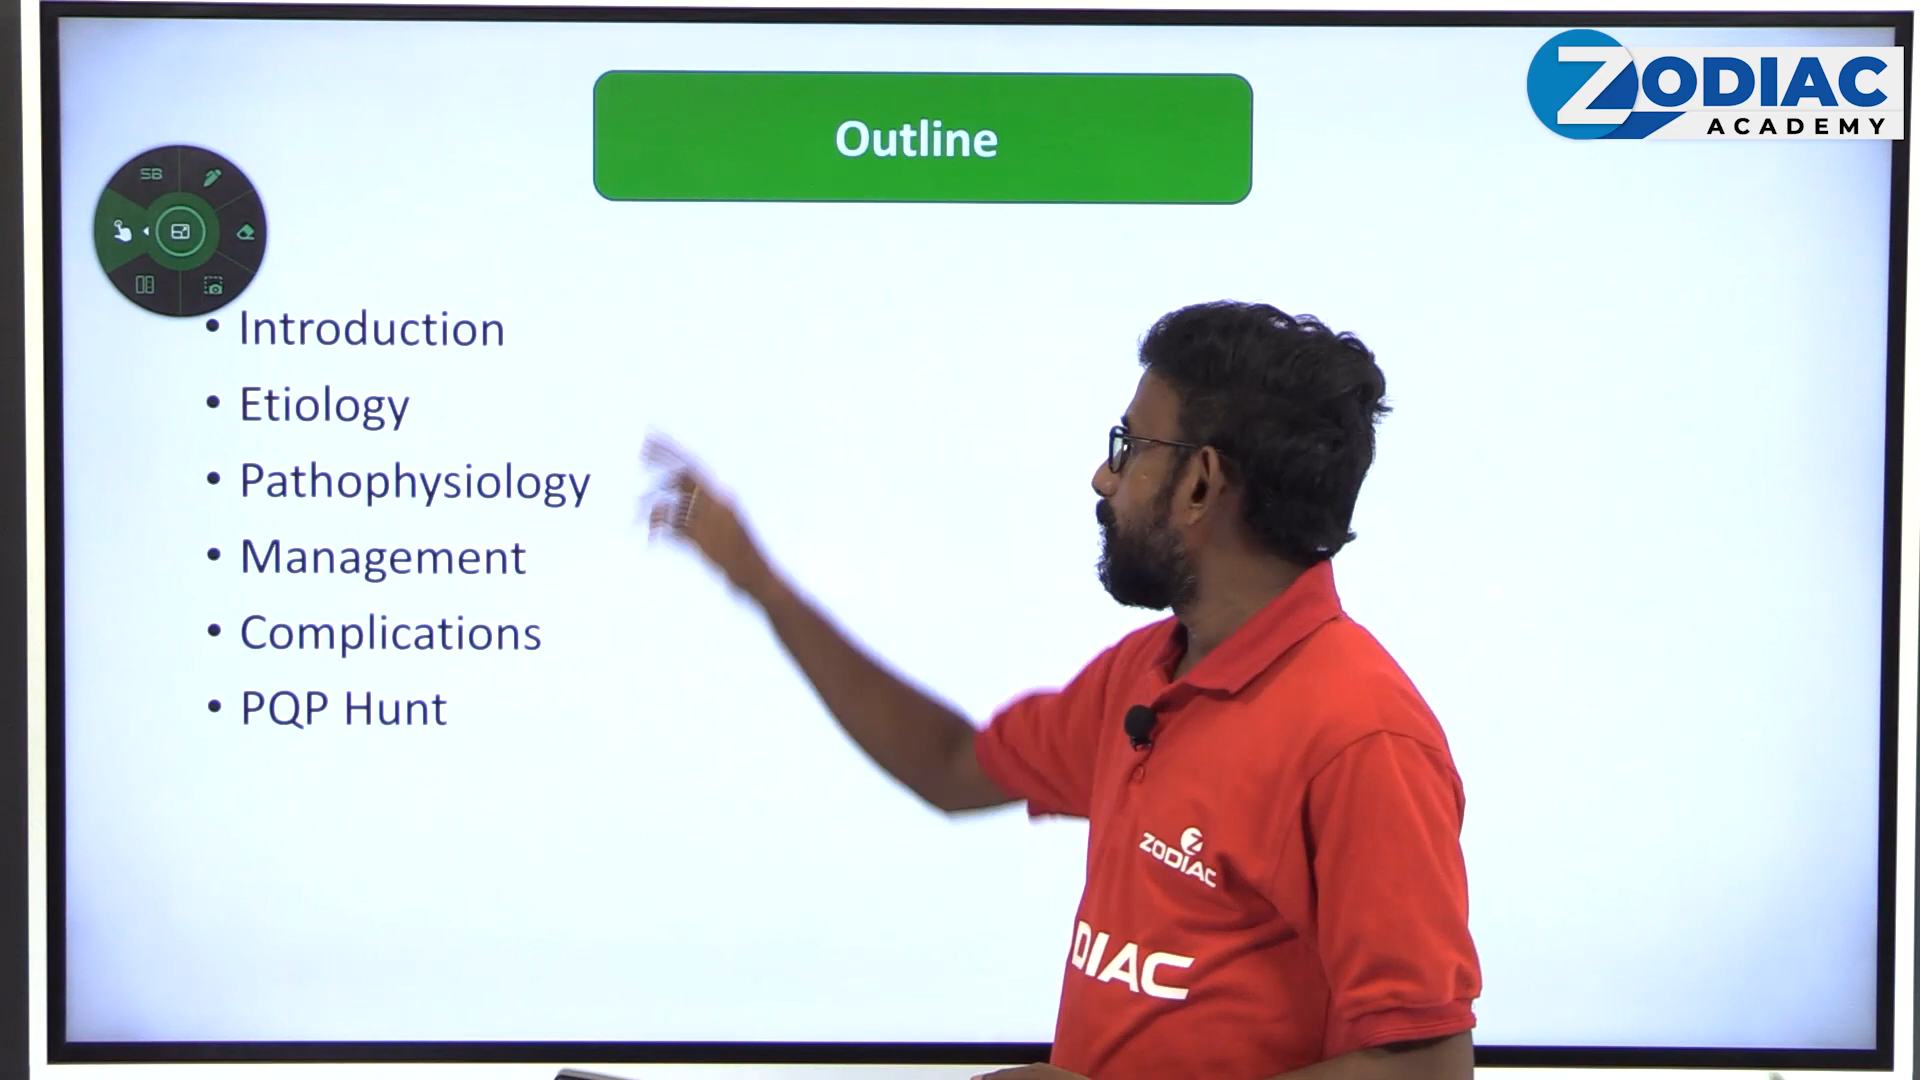 ZODIAC
ACADEMY
Outline
SB
• Introduction
• Etiology
• Pathophysiology
• Management
• Complications
• PQP Hunt
ZODIAC
DIAC